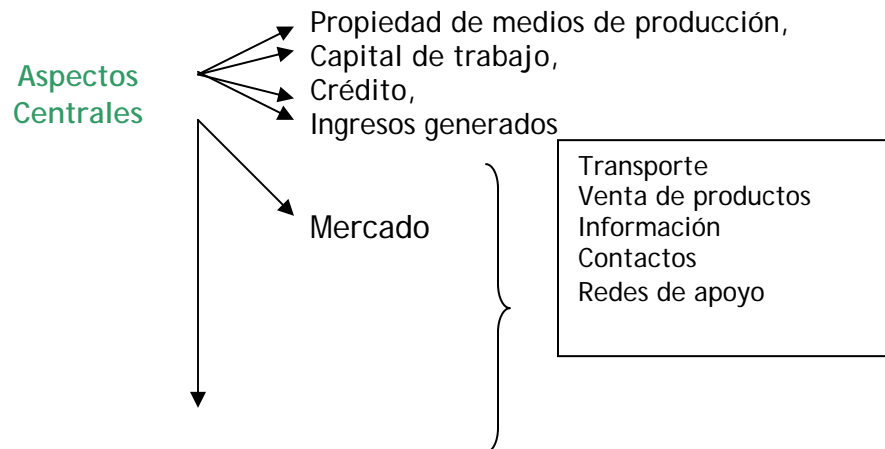 Aspectos
Centrales
Propiedad de medios de producción,
Capital de trabajo,
Crédito,
Ingresos generados
Mercado
Transporte
Venta de productos
Información
Contactos
Redes de apoyo